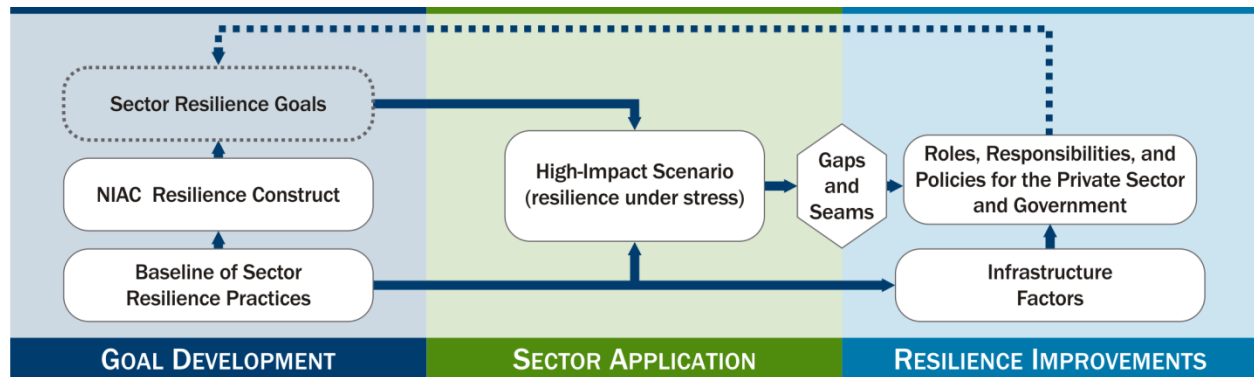 Sector Resilience Goals
NIAC Resilience Construct
Baseline of Sector
Resilience Practices
GOAL DEVELOPMENT
High-Impact Scenario
(resilience under stress)
Gaps
and
Seams
SECTOR APPLICATION
Roles, Responsibilities, and
Policies for the Private Sector
and Government
Infrastructure
Factors
RESILIENCE IMPROVEMENTS